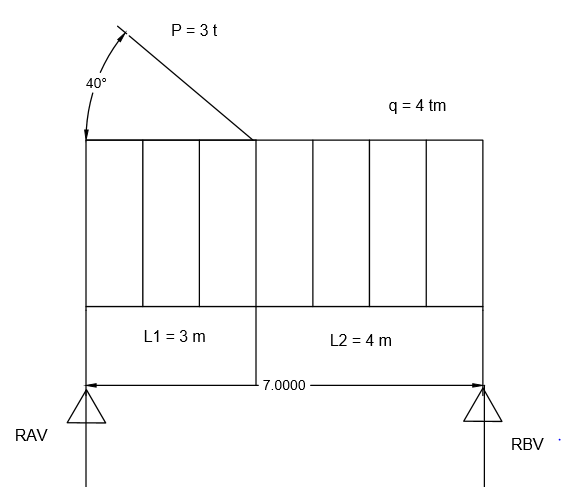 P = 3 t
40°
q = 4 tm
L1 = 3 m
L2 = 4 m
7.0000
RAV
RBV